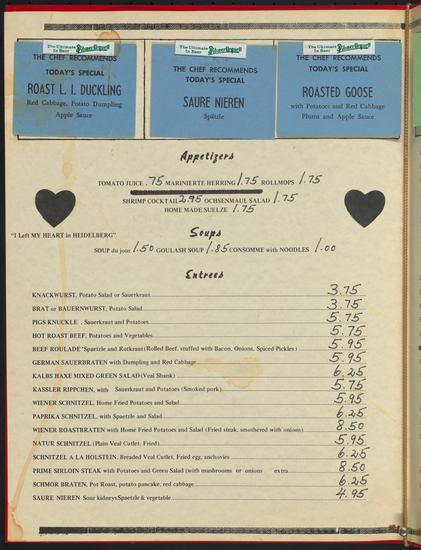 The Ultimate In Beer
THE CHEF RECOMMENDS
TODAY'S SPECIAL
ROAST L. I. DUCKLING
Red Cabbage, Potato Dumpling
Apple Sauce
The Ultimate In Beer
THE CHEF RECOMMENDS
TODAY'S SPECIAL
SAURE NIEREN
Spätzle
The Ultimate In Beer
THE CHEF RECOMMENDS
TODAY'S SPECIAL
ROASTED GOOSE
with Potatoes and Red Cabbage
Plums and Apple Sauce
Appetizers
TOMATO JUICE .75 MARINIERTE HERRING 1.75 ROLLMOPS 1.75
SHRIMP COCKTAIL 2.95 OCHSENMAUL SALAD 1.75
HOME MADE SUELZE 1.75
"I Left MY HEART in HEIDELBERG"
Soups
SOUP du jour 1.50 GOULASH SOUP 1.85 CONSOMME with NOODLES 1.00
Entrees
KNACKWURST, Potato Salad or Sauerkraut 3.75
BRAT or BAUERNWURST, Potato Salad 3.75
PIGS KNUCKLE , Sauerkraut and Potatoes 5.75
HOT ROAST BEEF, Potatoes and Vegetables 5.75
BEEF ROULADE 'Spartzle and Rotkraut (Rolled Beef, stuffed with Bacon, Onions, Spiced Pickles) 5.95
GERMAN SAUERBRATEN with Dumpling and Red Cabbage 5.95
KALBS HAXE MIXED GREEN SALAD (Veal Shank) 6.25
KASSLER RIPPCHEN, with Sauerkraut and Potatoes (Smoked pork) 5.75
WIENER SCHNITZEL, Home Fried Potatoes and Salad 5.95
PAPRIKA SCHNITZEL, with Spaetzle and Salad 6.25
WIENER ROASTBRATEN with Home Fried Potatoes and Salad (Fried steak, smothered with onions) 8.50
NATUR SCHNITZEL (Plain Veal Cutlet, Fried) 5.95
SCHNITZEL A LA HOLSTEIN, Breaded Veal Cutlet, Fried egg, anchovies 6.25
PRIME SIRLOIN STEAK with Potatoes and Green Salad (with mushrooms or onions extra 8.50
SCHMOR BRATEN, Pot Roast, potato pancake, red cabbage 6.25
SAURE NIEREN Sour kidneys Spaetzle & vegetable 4.95